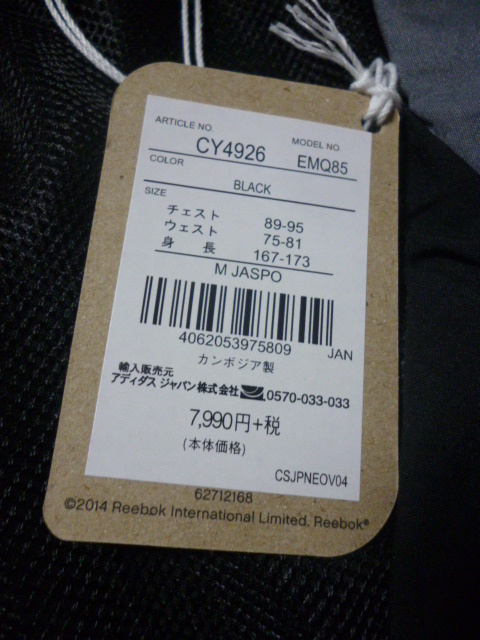 ARTICLE NO.
MODEL NO.
CY4926
EMQ85
COLOR
BLACK
SIZE
チェスト 89-95
ウェスト 75-81
身長 167-173
M JASPO
4062053975809 JAN
カンボジア製
輸入販売元
アディダス ジャパン株式会社 0570-033-033
7,990円+税
(本体価格)
CSJPNEOV04
62712168
©2014 Reebok International Limited. Reebok®